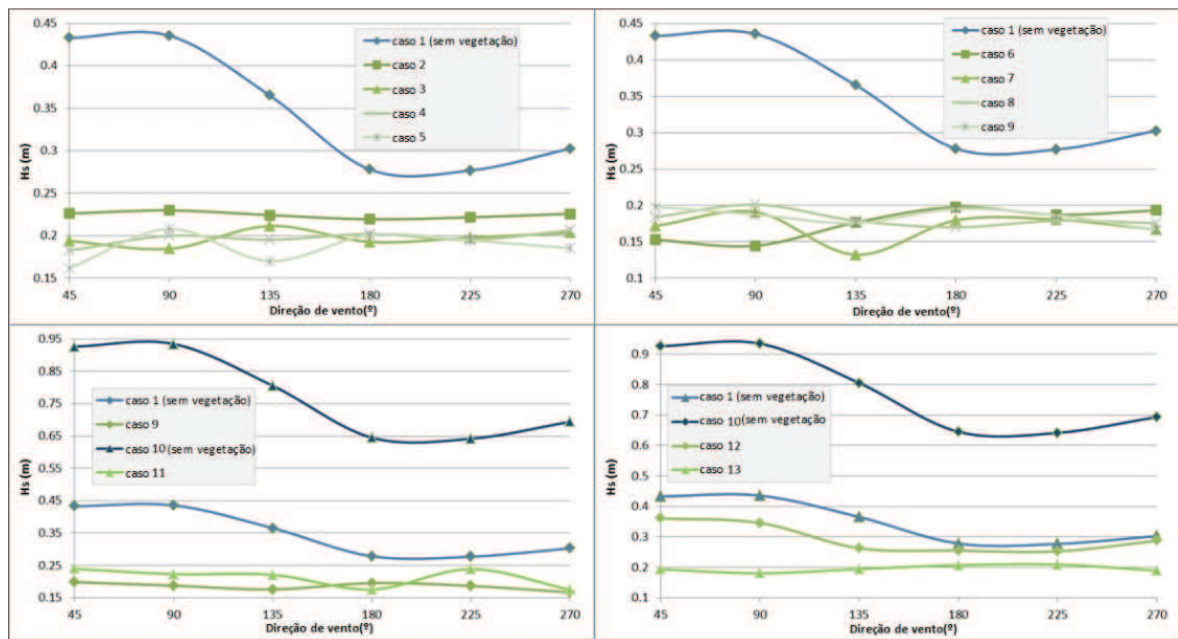 0.45
0.4
0.35
0.3
0.25
0.2
0.15
Hs (m)
45 90 135 180 225 270
Direção de vento(º)
caso 1 (sem vegetação)
caso 2
caso 3
caso 4
caso 5
0.45
0.4
0.35
0.3
0.25
0.2
0.15
0.1
Hs (m)
45 90 135 180 225 270
Direção de vento(º)
caso 1 (sem vegetação)
caso 6
caso 7
caso 8
caso 9
0.95
0.85
0.75
0.65
0.55
0.45
0.35
0.25
0.15
Hs (m)
45 90 135 180 225 270
Direção de vento(º)
caso 1 (sem vegetação)
caso 9
caso 10 (sem vegetação)
caso 11
0.9
0.8
0.7
0.6
0.5
0.4
0.3
0.2
0.1
Hs (m)
45 90 135 180 225 270
Direção de vento(º)
caso 1 (sem vegetação)
caso 10 (sem vegetação
caso 12
caso 13